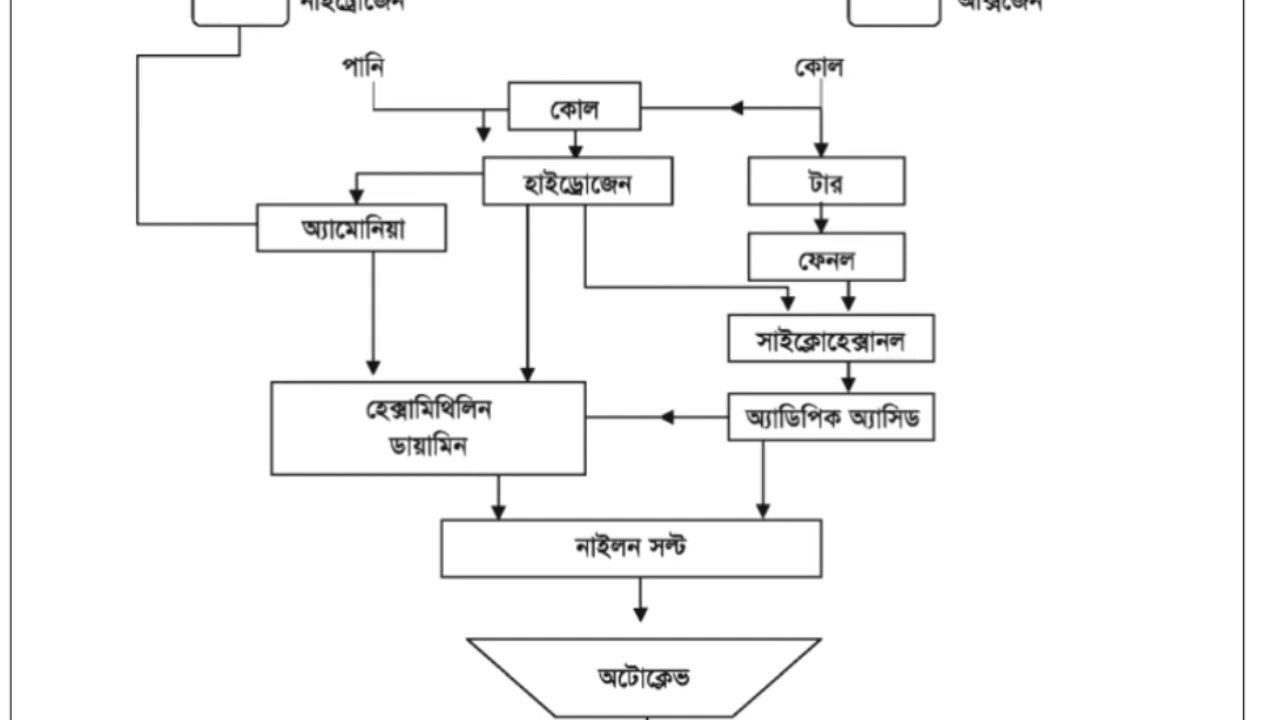 নাইট্রোজেন
অক্সিজেন
পানি
কোল
কোল
হাইড্রোজেন
টার
অ্যামোনিয়া
ফেনল
সাইক্লোহেক্সানল
হেক্সামিথিলিন
ডায়ামিন
অ্যাডিপিক অ্যাসিড
নাইলন সল্ট
অটোক্লেভ